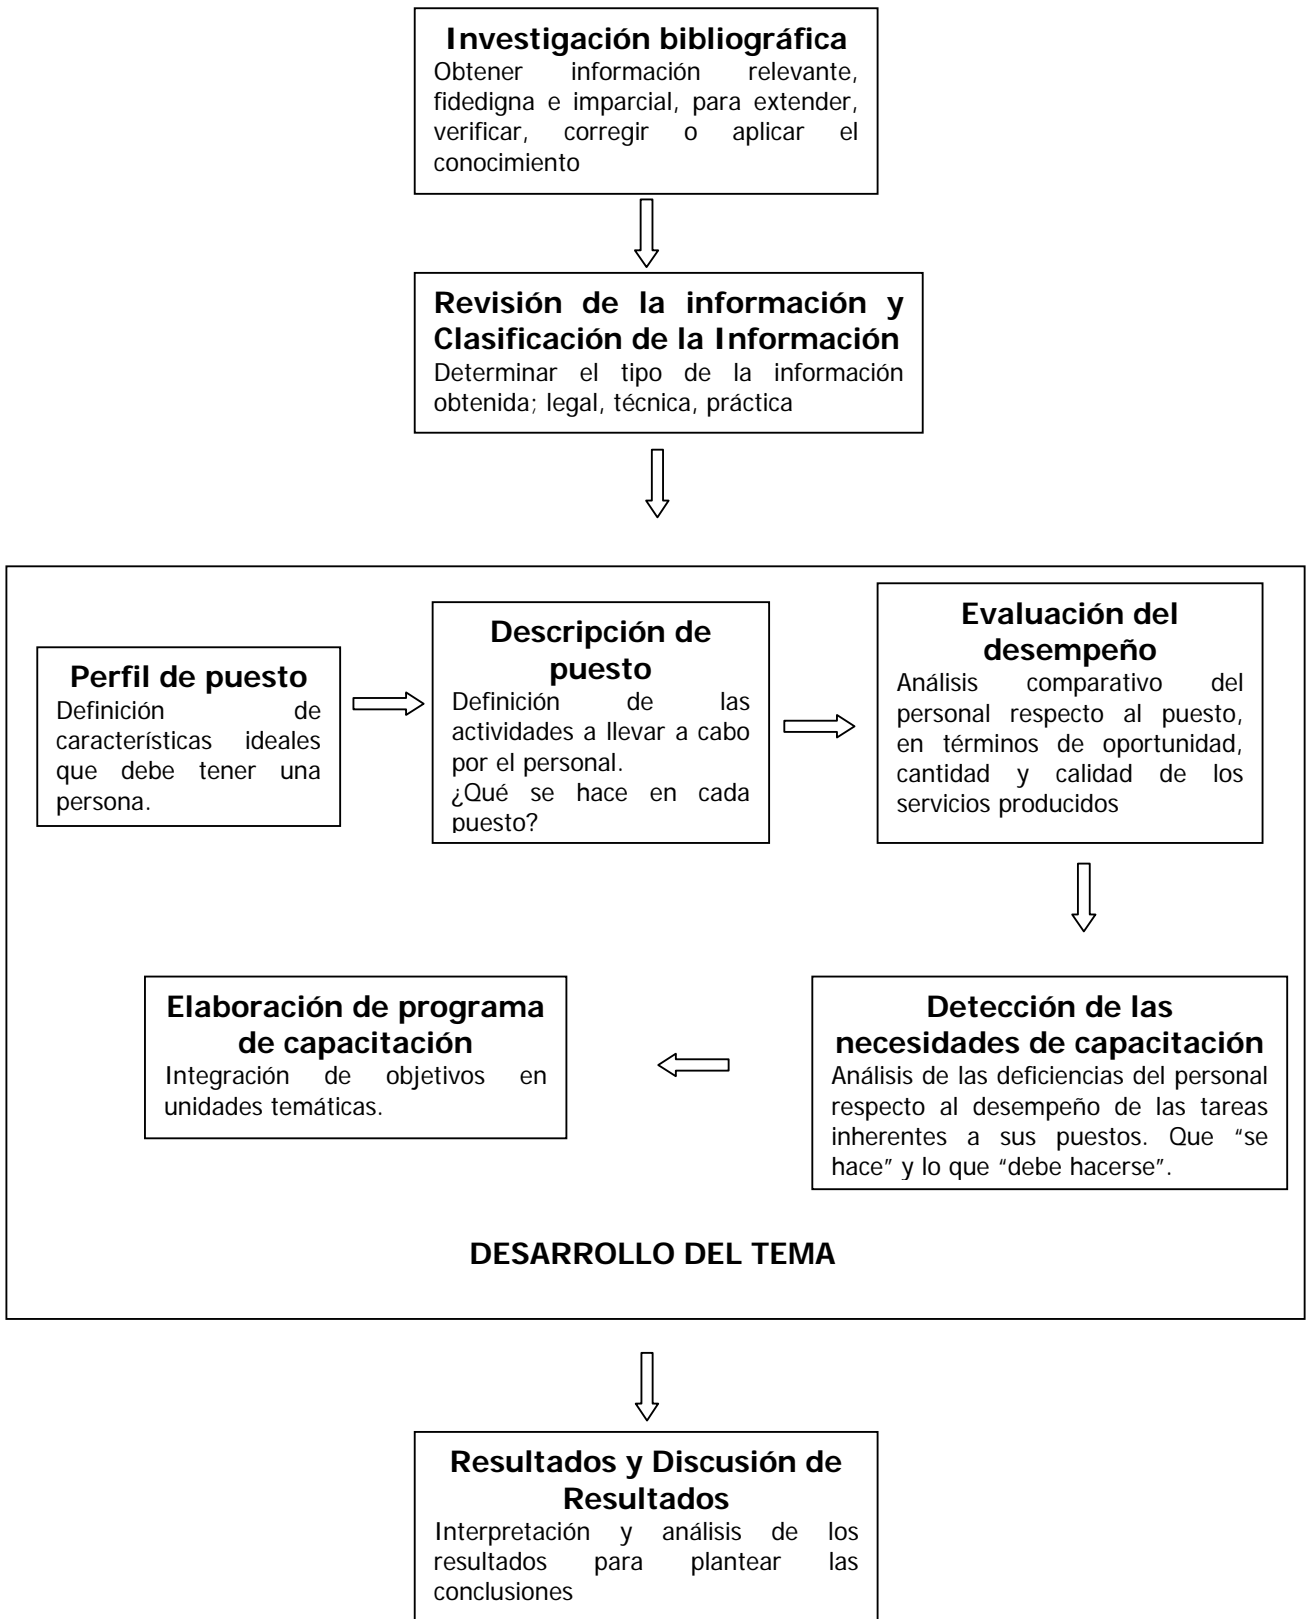 Investigación bibliográfica
Obtener información relevante,
fidedigna e imparcial, para extender,
verificar, corregir o aplicar el
conocimiento
Revisión de la información y
Clasificación de la Información
Determinar el tipo de la información
obtenida; legal, técnica, práctica
Perfil de puesto
Definición de
características ideales
que debe tener una
persona.
Descripción de
puesto
Definición de las
actividades a llevar a cabo
por el personal.
¿Qué se hace en cada
puesto?
Evaluación del
desempeño
Análisis comparativo del
personal respecto al puesto,
en términos de oportunidad,
cantidad y calidad de los
servicios producidos
Detección de las
necesidades de capacitación
Análisis de las deficiencias del personal
respecto al desempeño de las tareas
inherentes a sus puestos. Que “se
hace” y lo que “debe hacerse”.
Elaboración de programa
de capacitación
Integración de objetivos en
unidades temáticas.
DESARROLLO DEL TEMA
Resultados y Discusión de
Resultados
Interpretación y análisis de los
resultados para plantear las
conclusiones